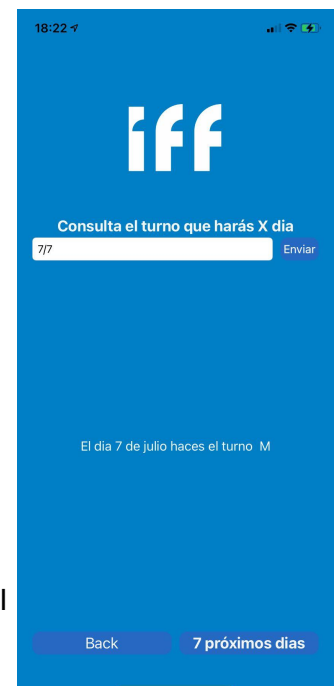 18:22
iff
Consulta el turno que harás X día
7/7 Enviar
El dia 7 de julio haces el turno M
l
Back 7 próximos dias